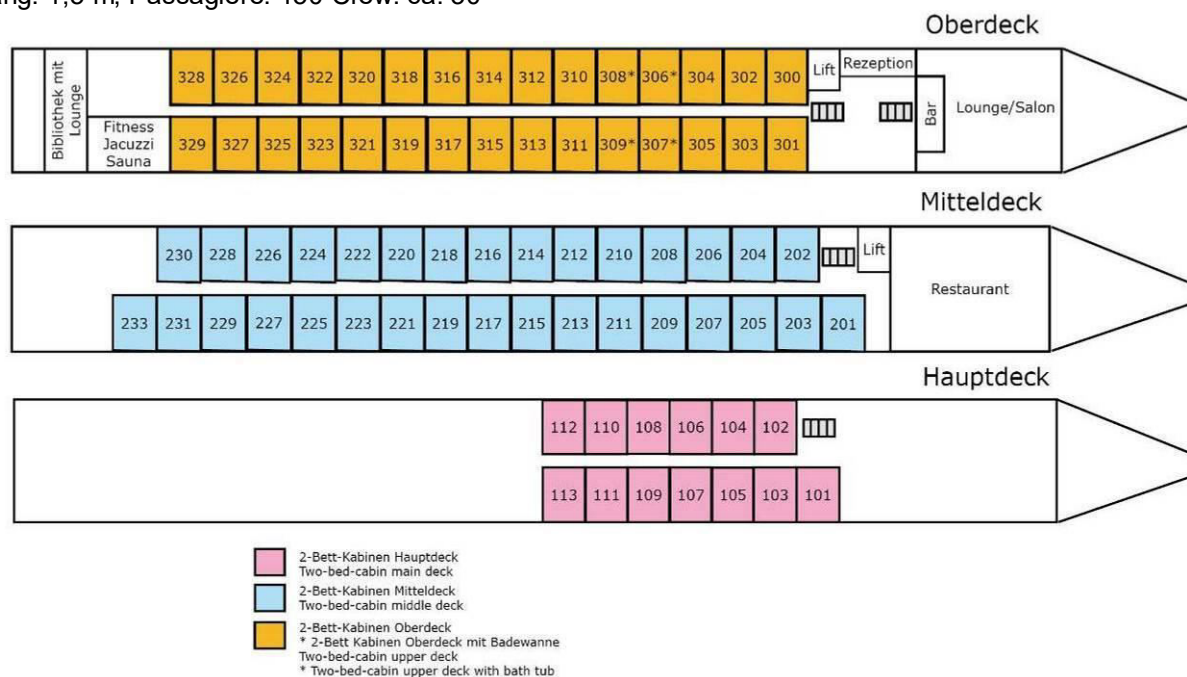 Oberdeck
Bibliothek mit
Lounge
Fitness
Jacuzzi
Sauna
328 326 324 322 320 318 316 314 312 310 308* 306* 304 302 300
329 327 325 323 321 319 317 315 313 311 309* 307* 305 303 301
Lift
Rezeption
Bar
Lounge/Salon
Mitteldeck
230 228 226 224 222 220 218 216 214 212 210 208 206 204 202
233 231 229 227 225 223 221 219 217 215 213 211 209 207 205 203 201
Lift
Restaurant
Hauptdeck
112 110 108 106 104 102
113 111 109 107 105 103 101
2-Bett-Kabinen Hauptdeck
Two-bed-cabin main deck
2-Bett-Kabinen Mitteldeck
Two-bed-cabin middle deck
2-Bett-Kabinen Oberdeck
* 2-Bett Kabinen Oberdeck mit Badewanne
Two-bed-cabin upper deck
* Two-bed-cabin upper deck with bath tub